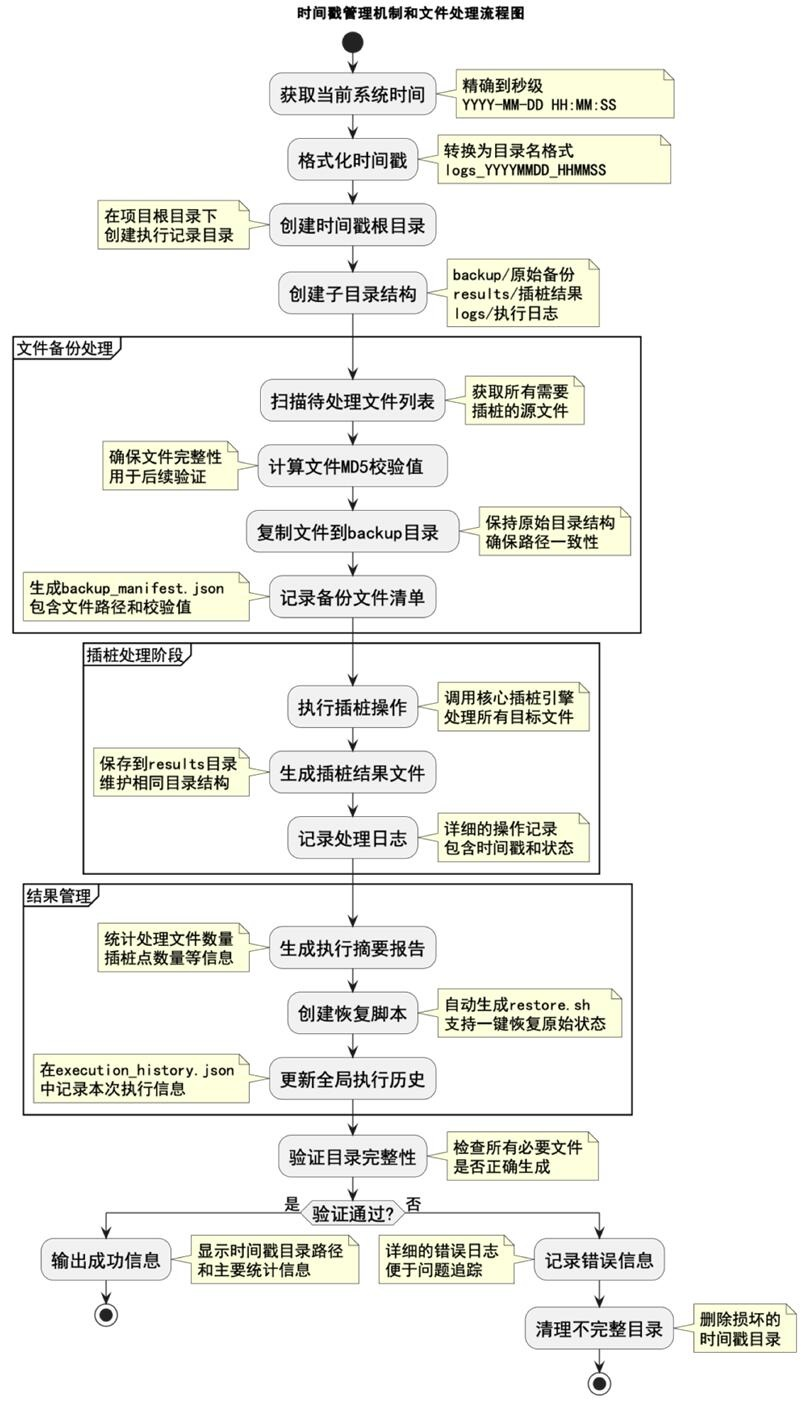 时间戳管理机制和文件处理流程图
获取当前系统时间
精确到秒级
YYYY-MM-DD HH:MM:SS
格式化时间戳
转换为目录名格式
logs_YYYYMMDD_HHMMSS
在项目根目录下
创建执行记录目录
创建时间戳根目录
创建子目录结构
backup/原始备份
results/插桩结果
logs/执行日志
文件备份处理
扫描待处理文件列表
获取所有需要
插桩的源文件
确保文件完整性
用于后续验证
计算文件MD5校验值
复制文件到backup目录
保持原始目录结构
确保路径一致性
生成backup_manifest.json
包含文件路径和校验值
记录备份文件清单
插桩处理阶段
执行插桩操作
调用核心插桩引擎
处理所有目标文件
保存到results目录
维护相同目录结构
生成插桩结果文件
记录处理日志
详细的操作记录
包含时间戳和状态
结果管理
统计处理文件数量
插桩点数量等信息
生成执行摘要报告
创建恢复脚本
自动生成restore.sh
支持一键恢复原始状态
在execution_history.json
中记录本次执行信息
更新全局执行历史
验证目录完整性
检查所有必要文件
是否正确生成
是
验证通过?
否
输出成功信息
显示时间戳目录路径
和主要统计信息
详细的错误日志
便于问题追踪
记录错误信息
清理不完整目录
删除损坏的
时间戳目录